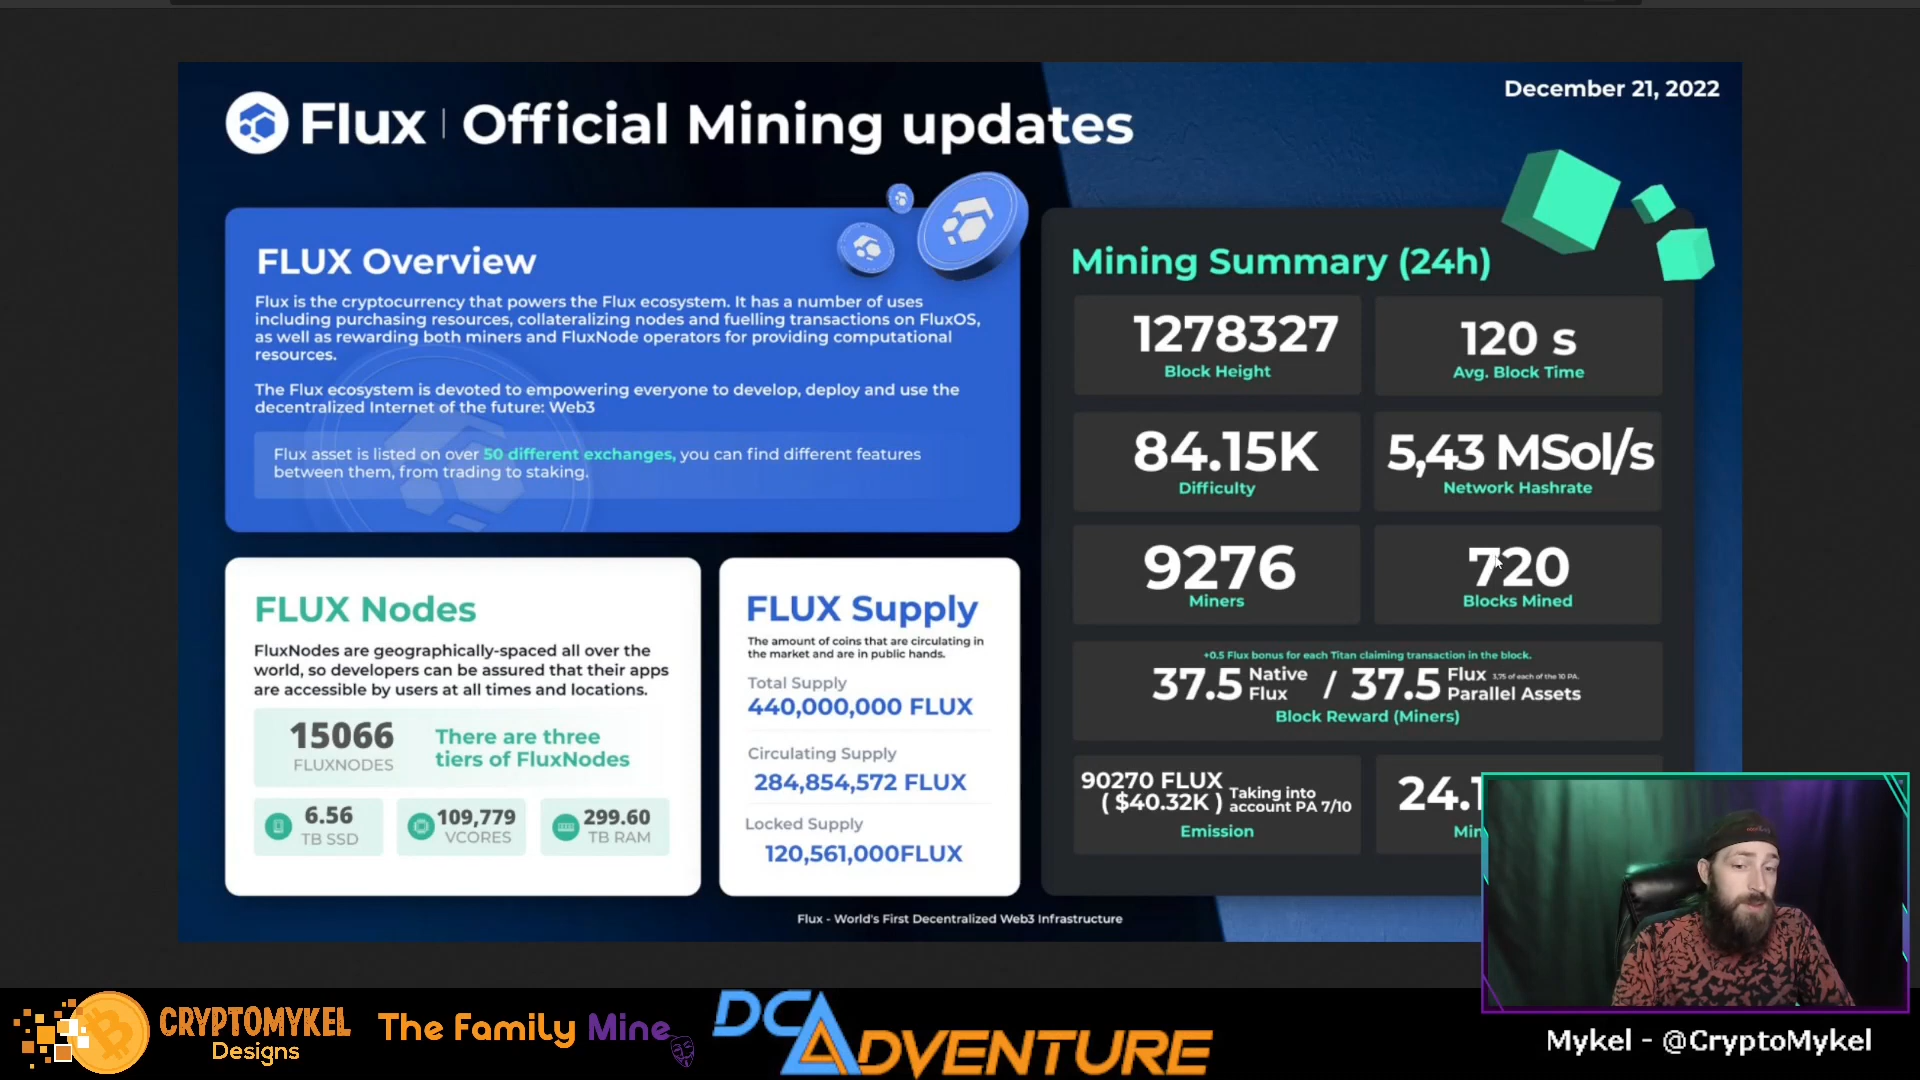 December 21, 2022
Flux | Official Mining updates
FLUX Overview
Flux is the cryptocurrency that powers the Flux ecosystem. It has a number of uses
including purchasing resources, collateralizing nodes and fuelling transactions on FluxOS,
as well as rewarding both miners and FluxNode operators for providing computational
resources.
The Flux ecosystem is devoted to empowering everyone to develop, deploy and use the
decentralized Internet of the future: Web3
Flux asset is listed on over 50 different exchanges, you can find different features
between them, from trading to staking.
FLUX Nodes
FluxNodes are geographically-spaced all over the
world, so developers can be assured that their apps
are accessible by users at all times and locations.
15066
FLUXNODES
There are three
tiers of FluxNodes
6.56
TB SSD
109,779
VCORES
299.60
TB RAM
FLUX Supply
The amount of coins that are circulating in
the market and are in public hands.
Total Supply
440,000,000 FLUX
Circulating Supply
284,854,572 FLUX
Locked Supply
120,561,000FLUX
Mining Summary (24h)
1278327
Block Height
120 s
Avg. Block Time
84.15K
Difficulty
5,43 MSol/s
Network Hashrate
9276
Miners
720
Blocks Mined
+0.5 Flux bonus for each Titan claiming transaction in the block.
37.5 Native Flux / 37.5 Flux Parallel Assets
3,75 of each of the 10 PA.
Block Reward (Miners)
90270 FLUX
( $40.32K )
Taking into
account PA 7/10
Emission
24.1
Min
Flux - World's First Decentralized Web3 Infrastructure
CRYPTOMYKEL
Designs
The Family Mine
DCADVENTURE
Mykel - @CryptoMykel